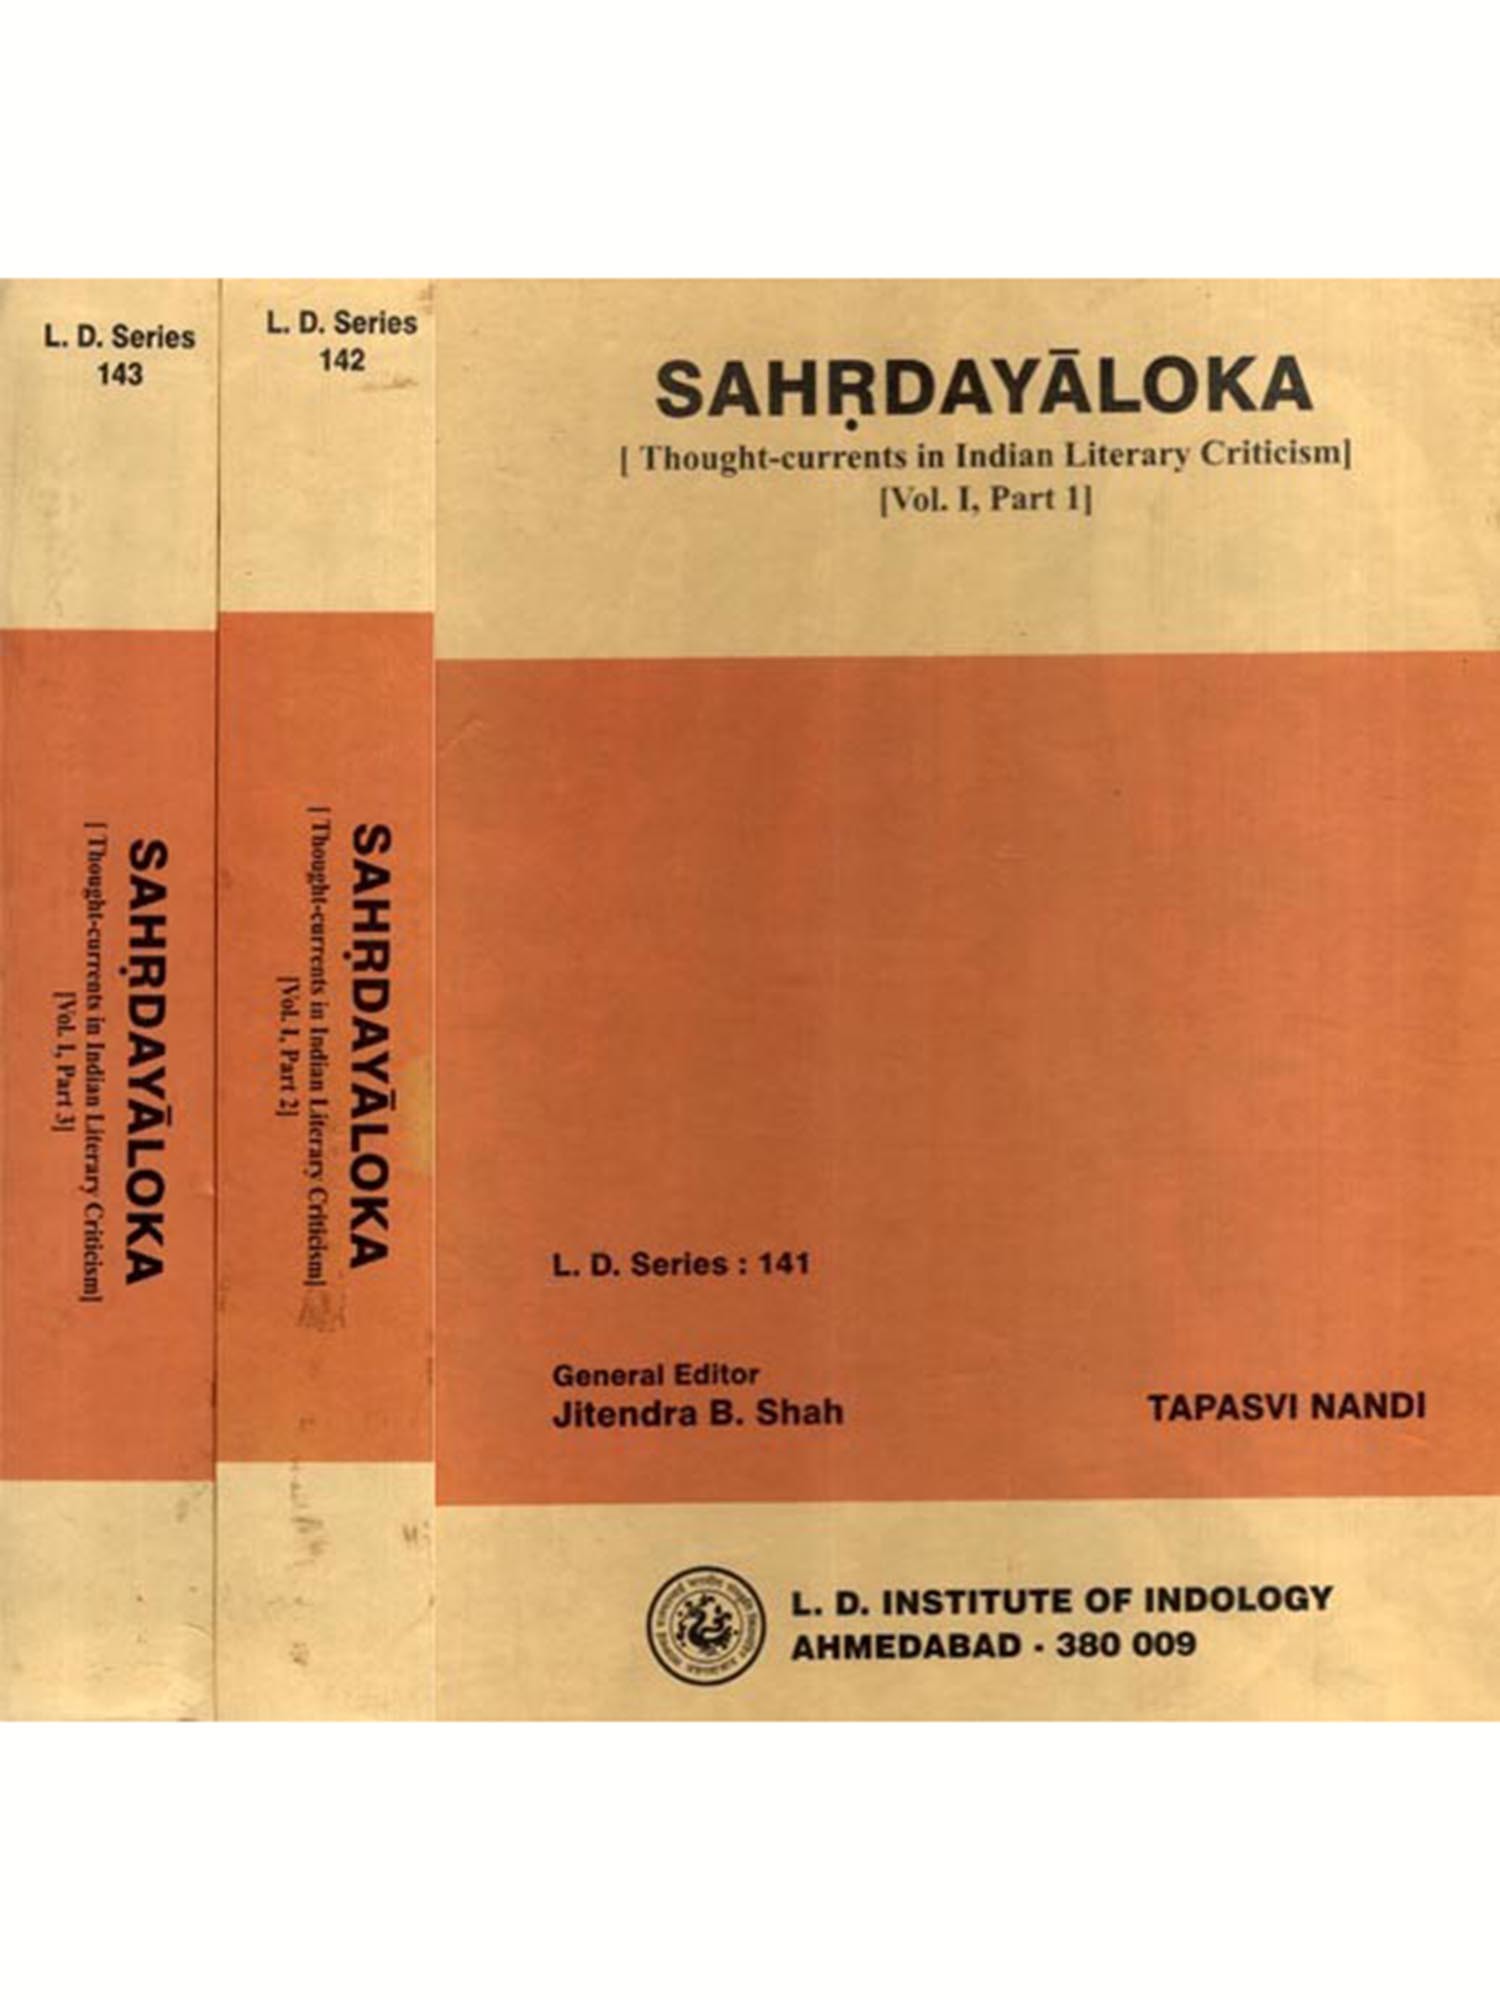 L. D. Series
143
SAHṚDAYĀLOKA
[ Thought-currents in Indian Literary Criticism]
[Vol. I, Part 3]
L. D. Series
142
SAHṚDAYĀLOKA
[ Thought-currents in Indian Literary Criticism]
[Vol. I, Part 2]
SAHṚDAYĀLOKA
[ Thought-currents in Indian Literary Criticism]
[Vol. I, Part 1]
L. D. Series : 141
General Editor
Jitendra B. Shah
TAPASVI NANDI
L. D. INSTITUTE OF INDOLOGY
AHMEDABAD - 380 009